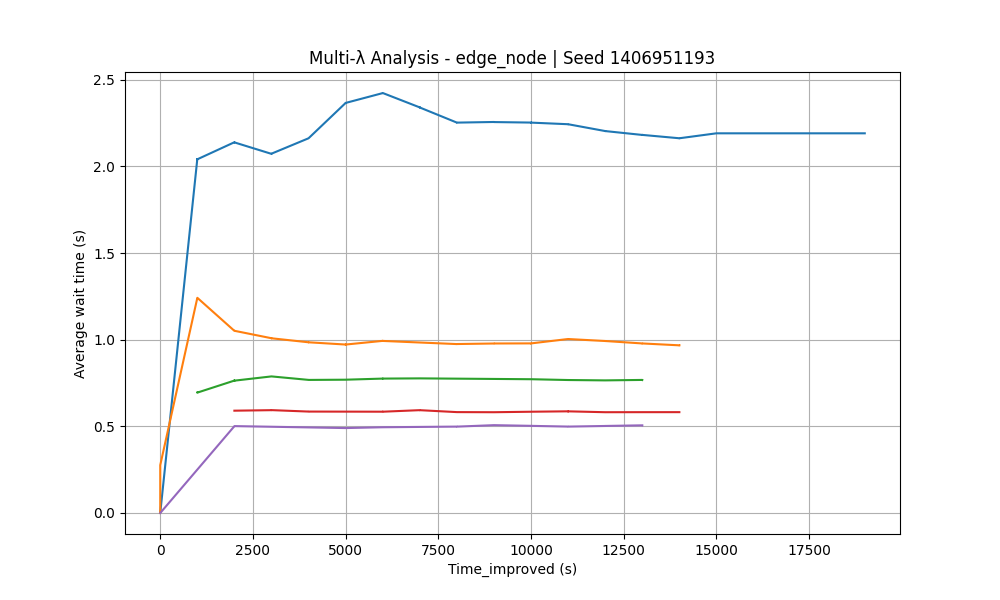 Multi-λ Analysis - edge_node | Seed 1406951193
Average wait time (s)
2.5
2.0
1.5
1.0
0.5
0.0
0 2500 5000 7500 10000 12500 15000 17500
Time_improved (s)